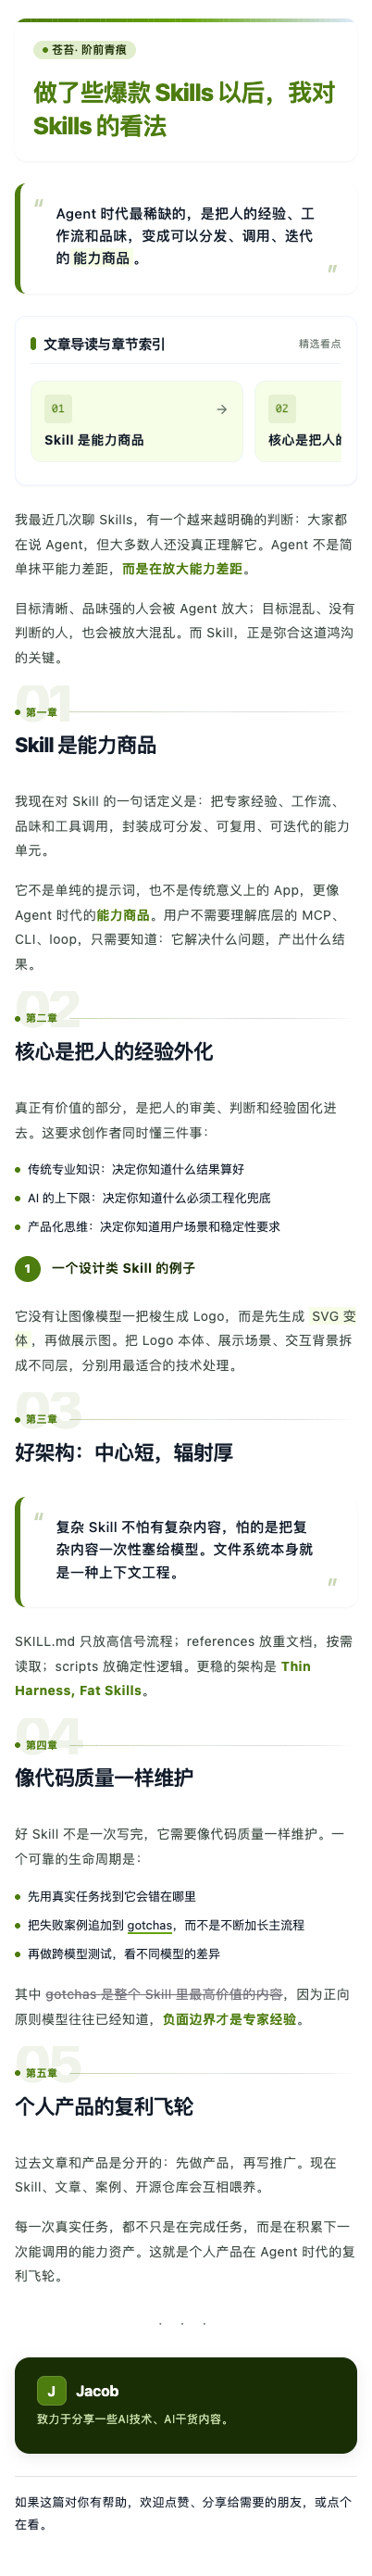 苍苔· 阶前青痕
做了些爆款 Skills 以后，我对
Skills 的看法
“
Agent 时代最稀缺的，是把人的经验、工
作流和品味，变成可以分发、调用、迭代
的 能力商品 。
”
文章导读与章节索引
精选看点
01
→
Skill 是能力商品
02
核心是把人的
我最近几次聊 Skills，有一个越来越明确的判断：大家都
在说 Agent，但大多数人还没真正理解它。Agent 不是简
单抹平能力差距，而是在放大能力差距。
目标清晰、品味强的人会被 Agent 放大；目标混乱、没有
判断的人，也会被放大混乱。而 Skill，正是弥合这道鸿沟
的关键。
01
第一章
Skill 是能力商品
我现在对 Skill 的一句话定义是：把专家经验、工作流、
品味和工具调用，封装成可分发、可复用、可迭代的能力
单元。
它不是单纯的提示词，也不是传统意义上的 App，更像
Agent 时代的能力商品。用户不需要理解底层的 MCP、
CLI、loop，只需要知道：它解决什么问题，产出什么结
果。
02
第二章
核心是把人的经验外化
真正有价值的部分，是把人的审美、判断和经验固化进
去。这要求创作者同时懂三件事：
传统专业知识：决定你知道什么结果算好
AI 的上下限：决定你知道什么必须工程化兜底
产品化思维：决定你知道用户场景和稳定性要求
1 一个设计类 Skill 的例子
它没有让图像模型一把梭生成 Logo，而是先生成 SVG 变
体 ，再做展示图。把 Logo 本体、展示场景、交互背景拆
成不同层，分别用最适合的技术处理。
03
第三章
好架构：中心短，辐射厚
“
复杂 Skill 不怕有复杂内容，怕的是把复
杂内容一次性塞给模型。文件系统本身就
是一种上下文工程。
”
SKILL.md 只放高信号流程；references 放重文档，按需
读取；scripts 放确定性逻辑。更稳的架构是 Thin
Harness, Fat Skills。
04
第四章
像代码质量一样维护
好 Skill 不是一次写完，它需要像代码质量一样维护。一
个可靠的生命周期是：
先用真实任务找到它会错在哪里
把失败案例追加到 gotchas，而不是不断加长主流程
再做跨模型测试，看不同模型的差异
其中 gotchas 是整个 Skill 里最高价值的内容，因为正向
原则模型往往已经知道，负面边界才是专家经验。
05
第五章
个人产品的复利飞轮
过去文章和产品是分开的：先做产品，再写推广。现在
Skill、文章、案例、开源仓库会互相喂养。
每一次真实任务，都不只是在完成任务，而是在积累下一
次能调用的能力资产。这就是个人产品在 Agent 时代的复
利飞轮。
· · ·
J Jacob
致力于分享一些AI技术、AI干货内容。
如果这篇对你有帮助，欢迎点赞、分享给需要的朋友，或点个
在看。